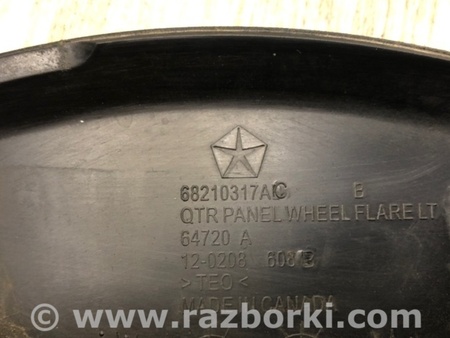 68210317AC B
QTR PANEL WHEEL FLARE LT
64720 A
12-0208 608
>TEO<
MADE IN CANADA
© www.razborki.com